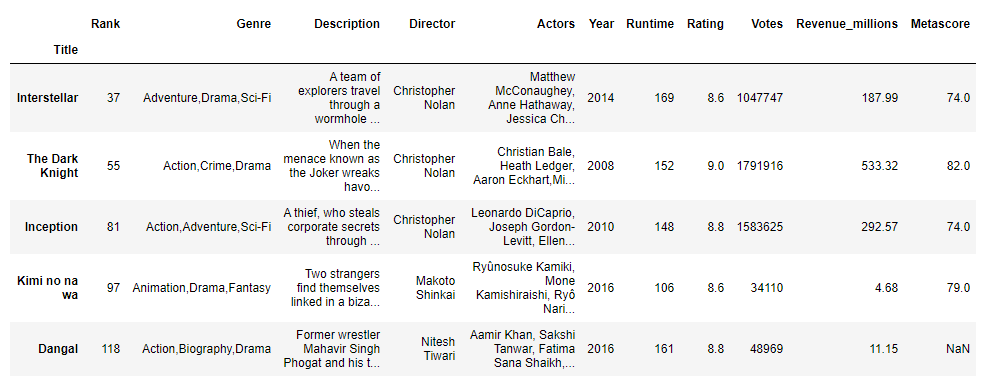 Rank Genre Description Director Actors Year Runtime Rating Votes Revenue_millions Metascore
Title
Interstellar 37 Adventure,Drama,Sci-Fi A team of explorers travel through a wormhole ... Christopher Nolan Matthew McConaughey, Anne Hathaway, Jessica Ch... 2014 169 8.6 1047747 187.99 74.0
The Dark Knight 55 Action,Crime,Drama When the menace known as the Joker wreaks havo... Christopher Nolan Christian Bale, Heath Ledger, Aaron Eckhart,Mi... 2008 152 9.0 1791916 533.32 82.0
Inception 81 Action,Adventure,Sci-Fi A thief, who steals corporate secrets through ... Christopher Nolan Leonardo DiCaprio, Joseph Gordon-Levitt, Ellen... 2010 148 8.8 1583625 292.57 74.0
Kimi no na wa 97 Animation,Drama,Fantasy Two strangers find themselves linked in a biza... Makoto Shinkai Ryûnosuke Kamiki, Mone Kamishiraishi, Ryô Nari... 2016 106 8.6 34110 4.68 79.0
Dangal 118 Action,Biography,Drama Former wrestler Mahavir Singh Phogat and his t... Nitesh Tiwari Aamir Khan, Sakshi Tanwar, Fatima Sana Shaikh,... 2016 161 8.8 48969 11.15 NaN